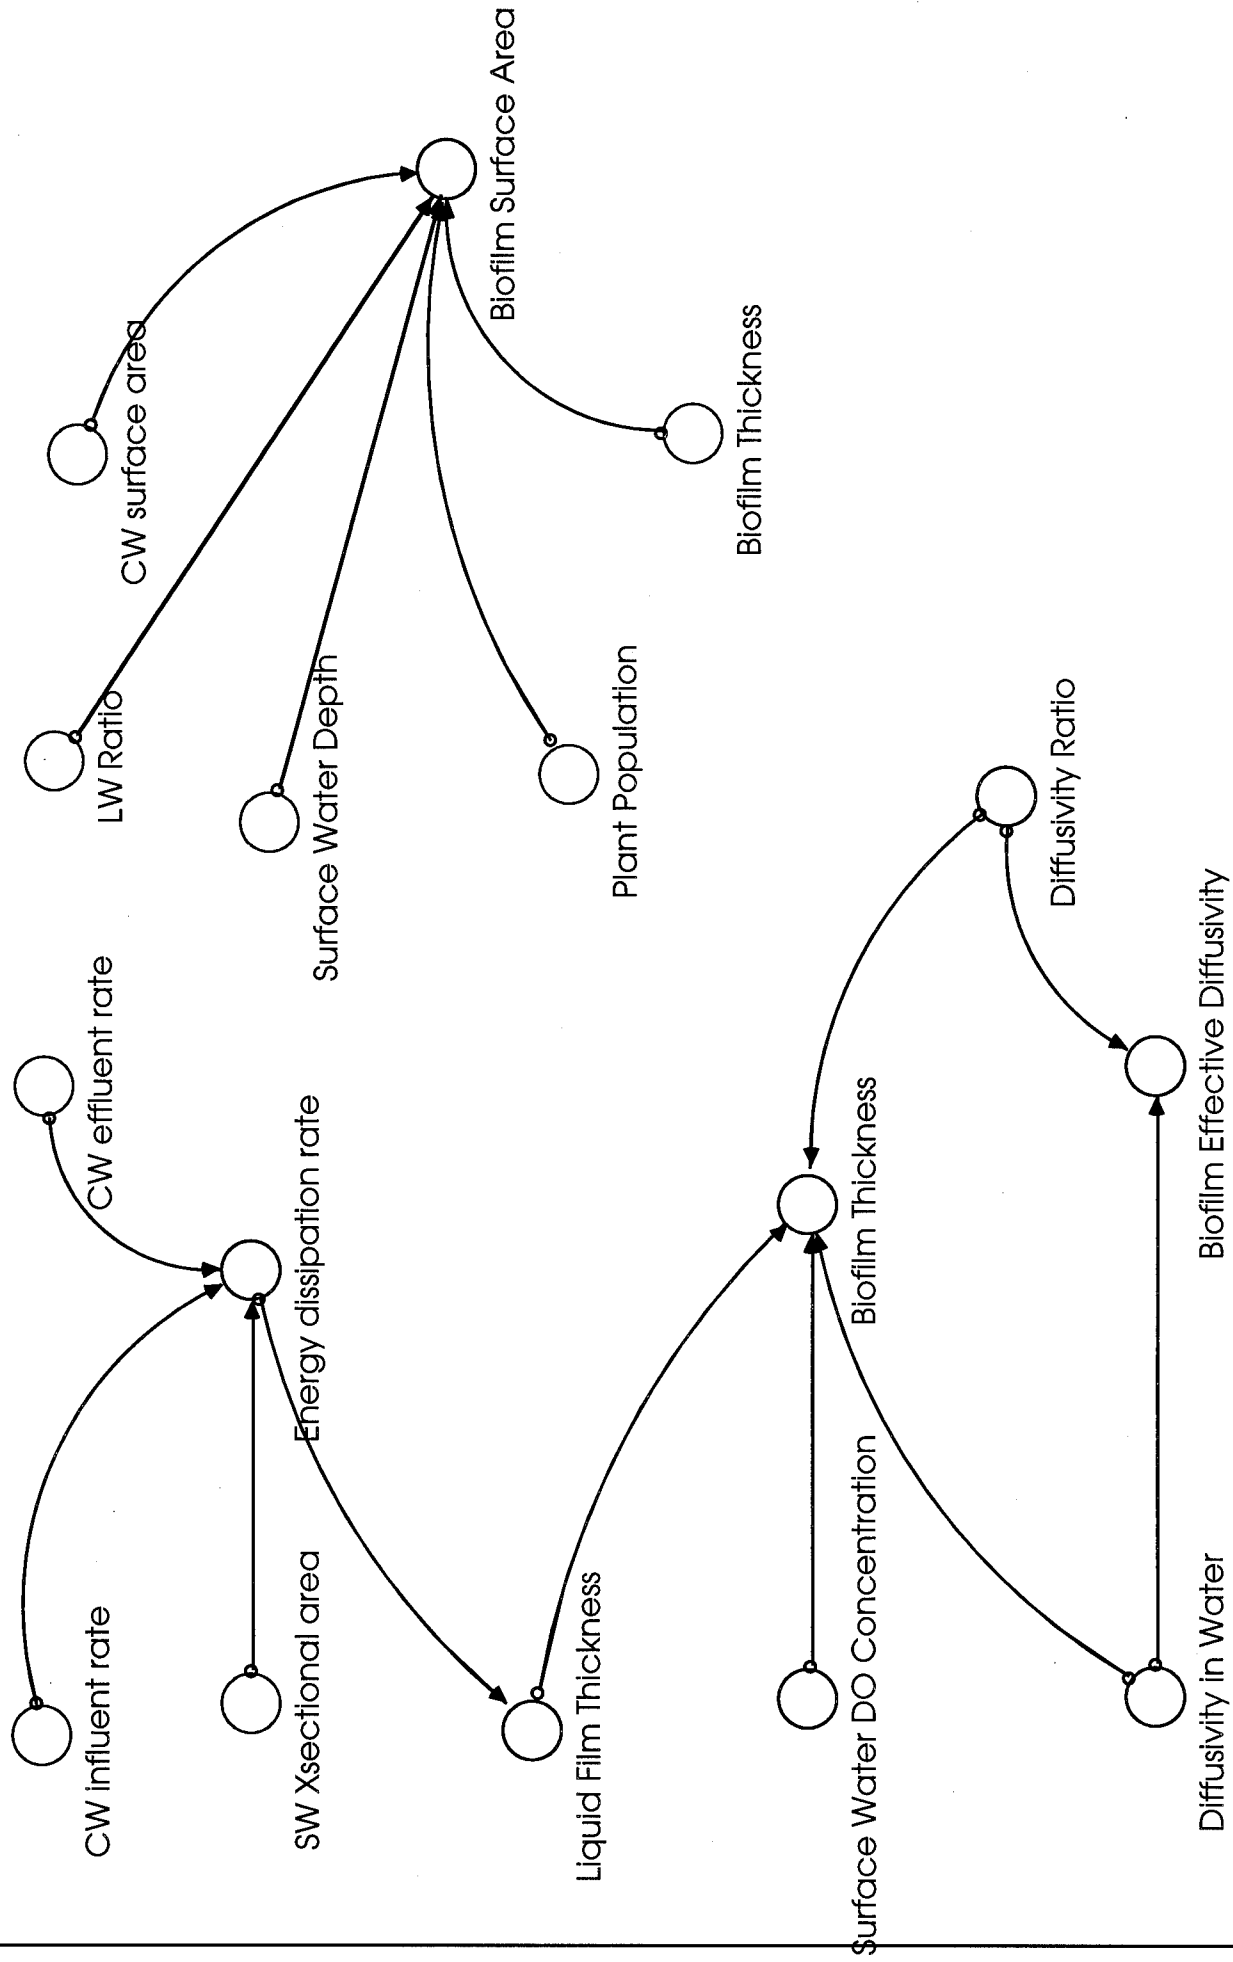 CW influent rate
CW effluent rate
LW Ratio
CW surface area
SW Xsectional area
Energy dissipation rate
Surface Water Depth
Biofilm Surface Area
Liquid Film Thickness
Plant Population
Biofilm Thickness
Surface Water DO Concentration
Biofilm Thickness
Diffusivity Ratio
Diffusivity in Water
Biofilm Effective Diffusivity